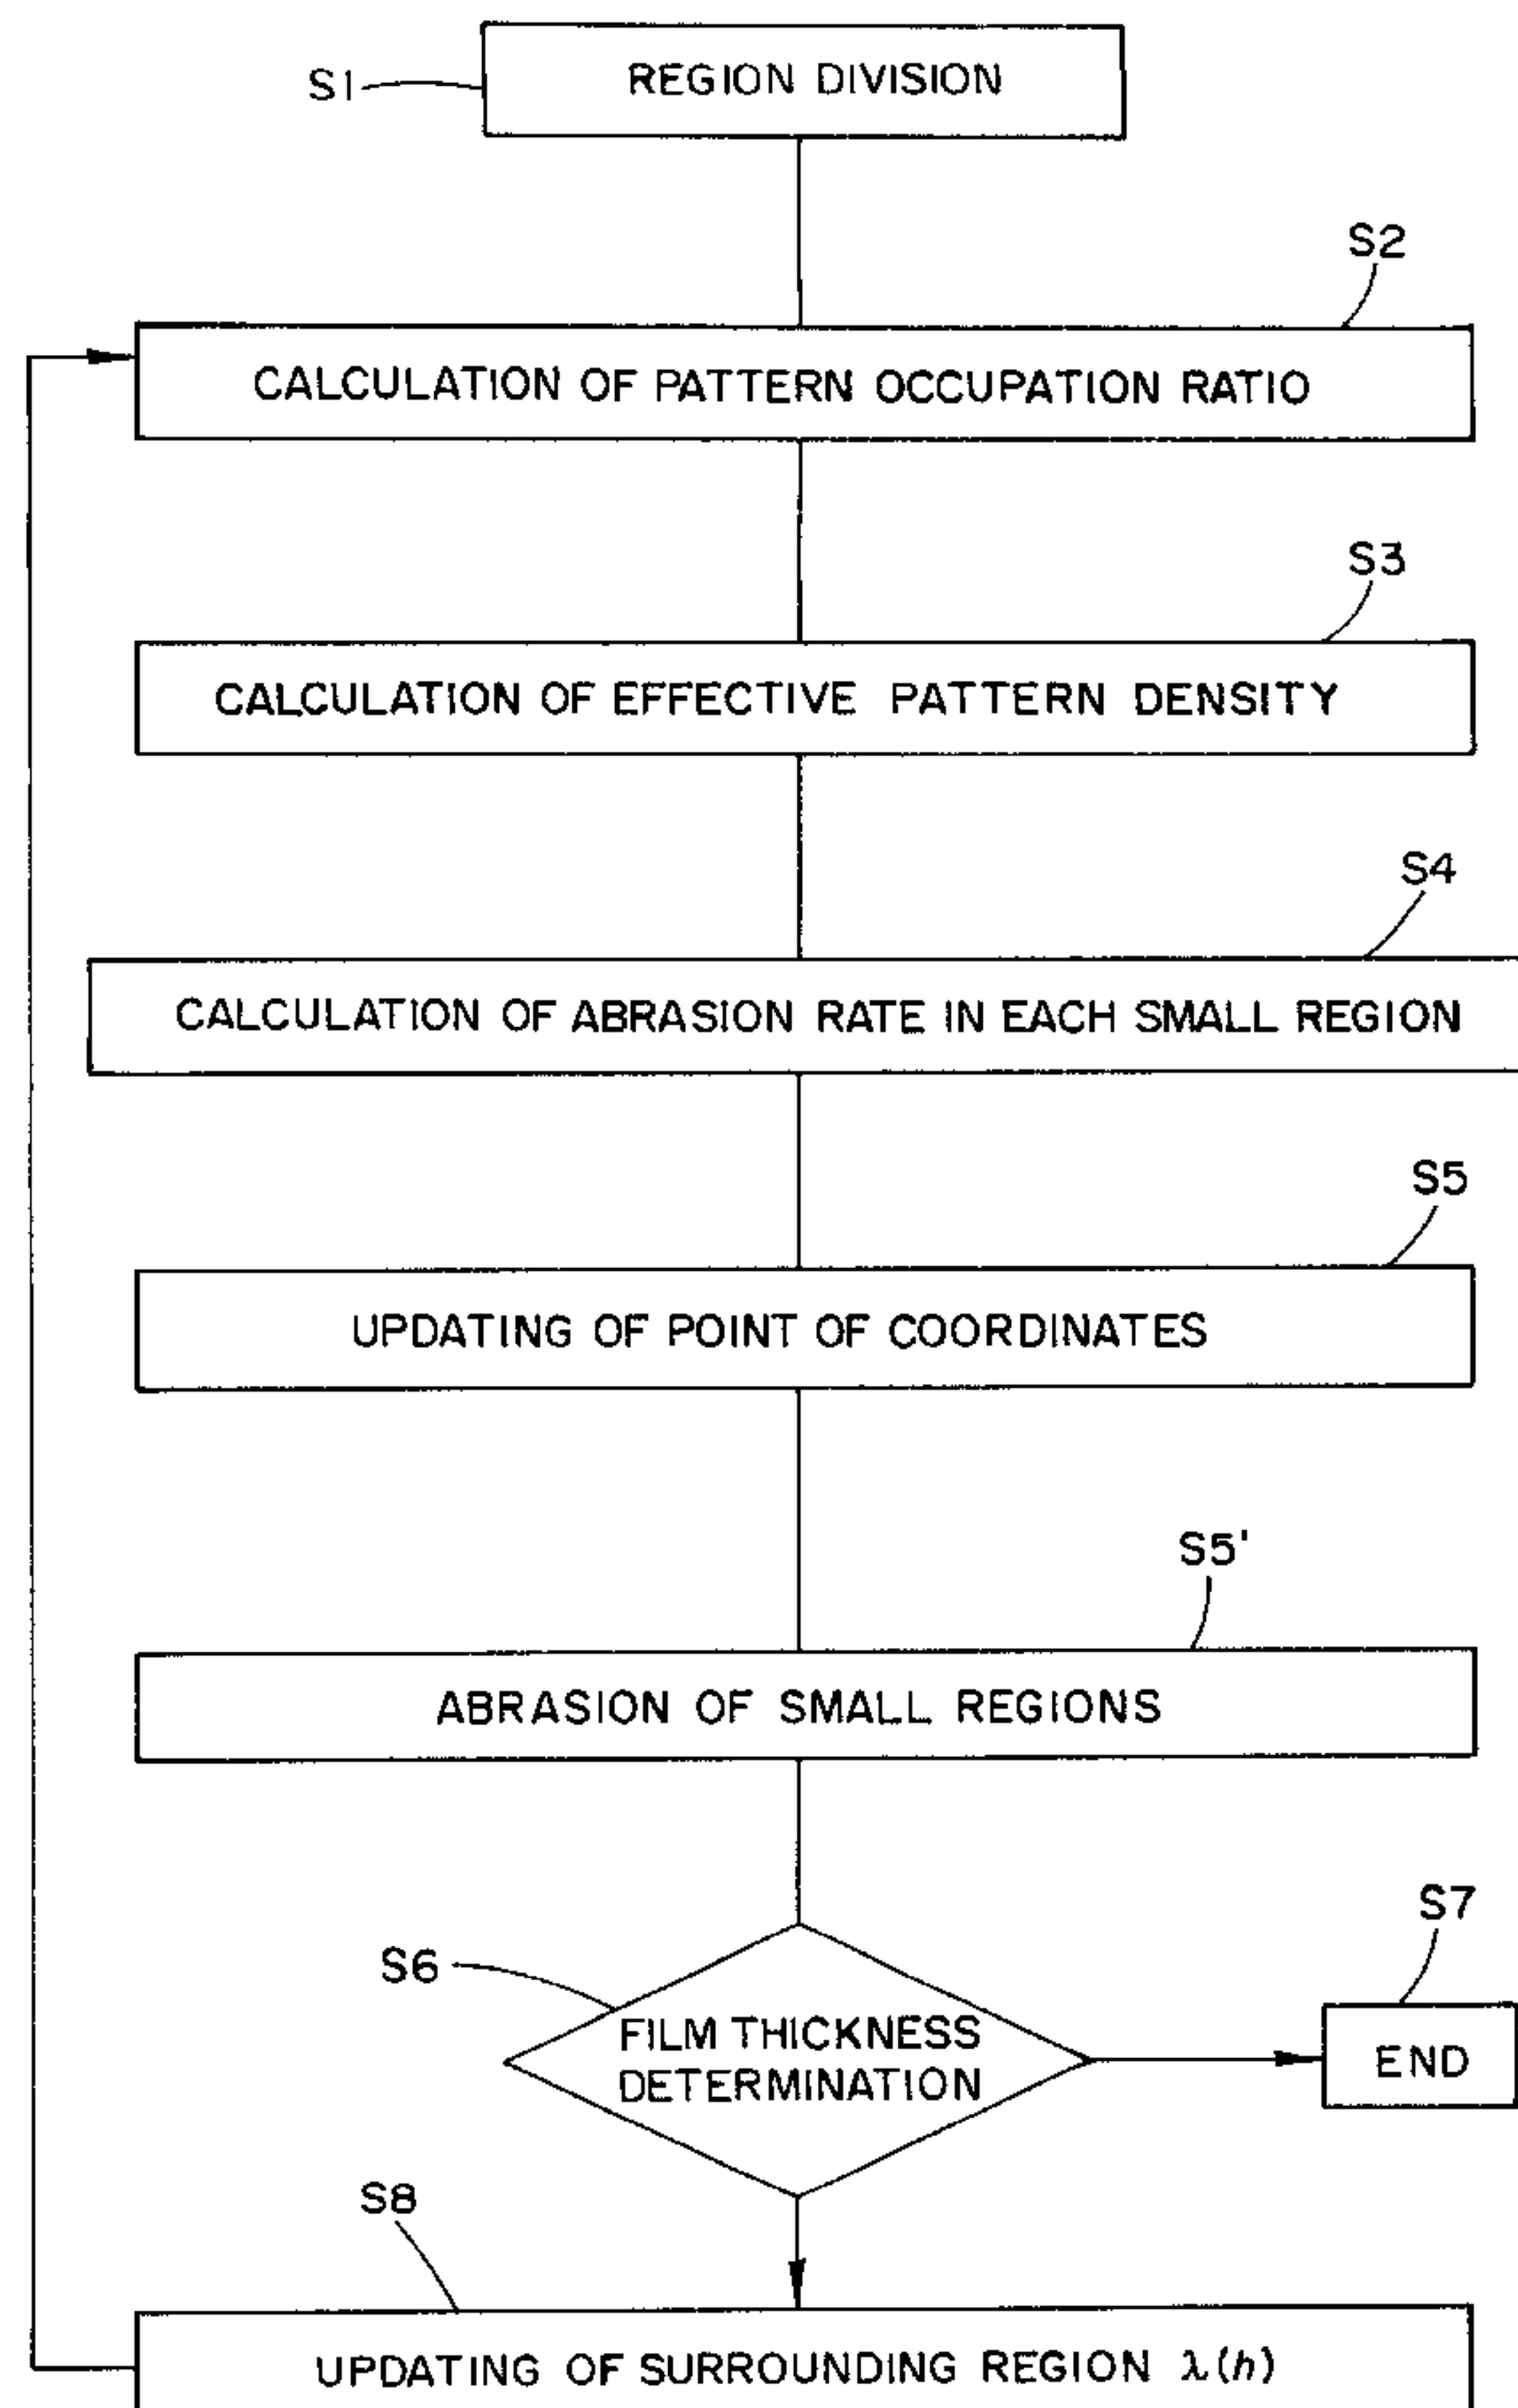 S1
REGION DIVISION
S2
CALCULATION OF PATTERN OCCUPATION RATIO
S3
CALCULATION OF EFFECTIVE PATTERN DENSITY
S4
CALCULATION OF ABRASION RATE IN EACH SMALL REGION
S5
UPDATING OF POINT OF COORDINATES
S5'
ABRASION OF SMALL REGIONS
S6
FILM THICKNESS
DETERMINATION
S7
END
S8
UPDATING OF SURROUNDING REGION λ(h)